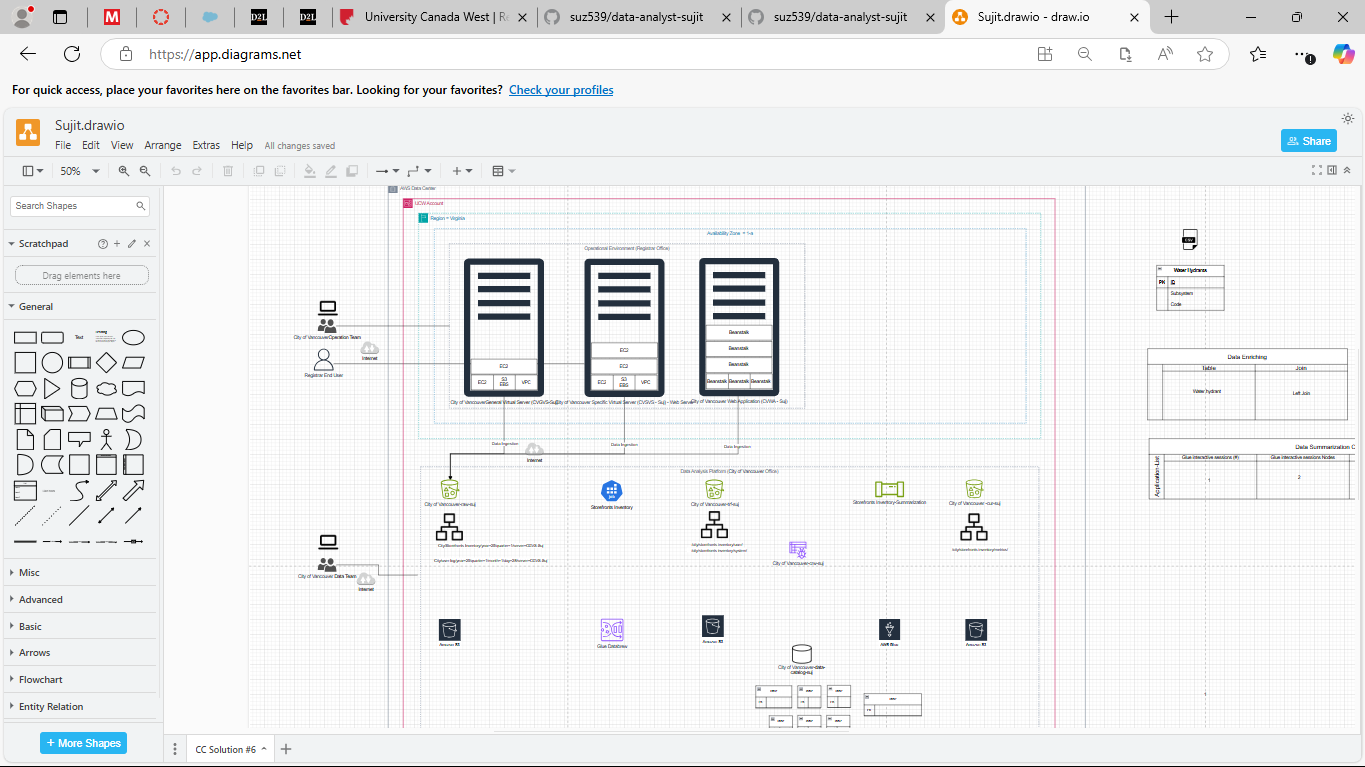 University Canada West | Re
suz539/data-analyst-sujit
suz539/data-analyst-sujit
Sujit.drawio - draw.io
https://app.diagrams.net
For quick access, place your favorites here on the favorites bar. Looking for your favorites? Check your profiles
Sujit.drawio
File Edit View Arrange Extras Help All changes saved
Share
50%
Search Shapes
Scratchpad
Drag elements here
General
Text
Heading
Misc
Advanced
Basic
Arrows
Flowchart
Entity Relation
+ More Shapes
CC Solution #6
AWS Data Center
UCW Account
Region = Virginia
Availability Zone = 1-a
Operational Environment (Registrar Office)
City of VancouverOperation Team
Internet
Registrar End User
EC2
EC2
S3
EBS
VPC
EC2
EC2
EC2
S3
EBS
VPC
Beanstalk
Beanstalk
Beanstalk
Beanstalk
Beanstalk
Beanstalk
City of VancouverGeneral Virtual Server (CVGVS-Suj)
City of Vancouver Specific Virtual Server (CVSVS - Suj) - Web Server
City of Vancouver Web Application (CVWA - Suj)
Data Ingestion
Data Ingestion
Data Ingestion
Internet
Data Analysis Platform (City of Vancouver Office)
City of Vancouver-raw-suj
Storefronts Inventory
City of Vancouver-trf-suj
Storefronts Inventory-Summarization
City of Vancouver -cur-suj
City of Vancouver Data Team
Internet
City of Vancouver-crw-suj
Amazon S3
Glue Databrew
Amazon S3
AWS Glue
Amazon S3
City of Vancouver-data-
catalog-suj
CSV
Water Hydrants
PK ID
Subsystem
Code
Data Enriching
Table Join
Water_hydrant
Left Join
Data Summarization C
Application-List
Glue interactive sessions (#)
Glue interactive sessions Nodes
1
2